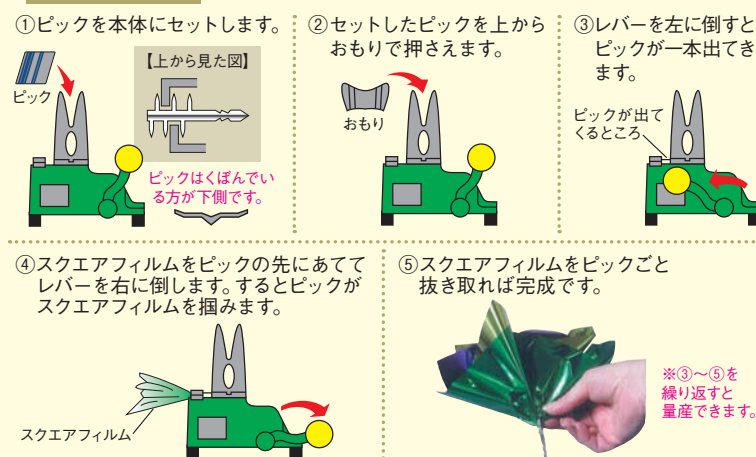 ①ピックを本体にセットします。
ピック
【上から見た図】
ピックはくぼんでい
る方が下側です。
②セットしたピックを上から
おもりで押さえます。
おもり
③レバーを左に倒すと
ピックが一本出てき
ます。
ピックが出て
くるところ
④スクエアフィルムをピックの先にあてて
レバーを右に倒します。するとピックが
スクエアフィルムを掴みます。
スクエアフィルム
⑤スクエアフィルムをピックごと
抜き取れば完成です。
※③〜⑤を
繰り返すと
量産できます。